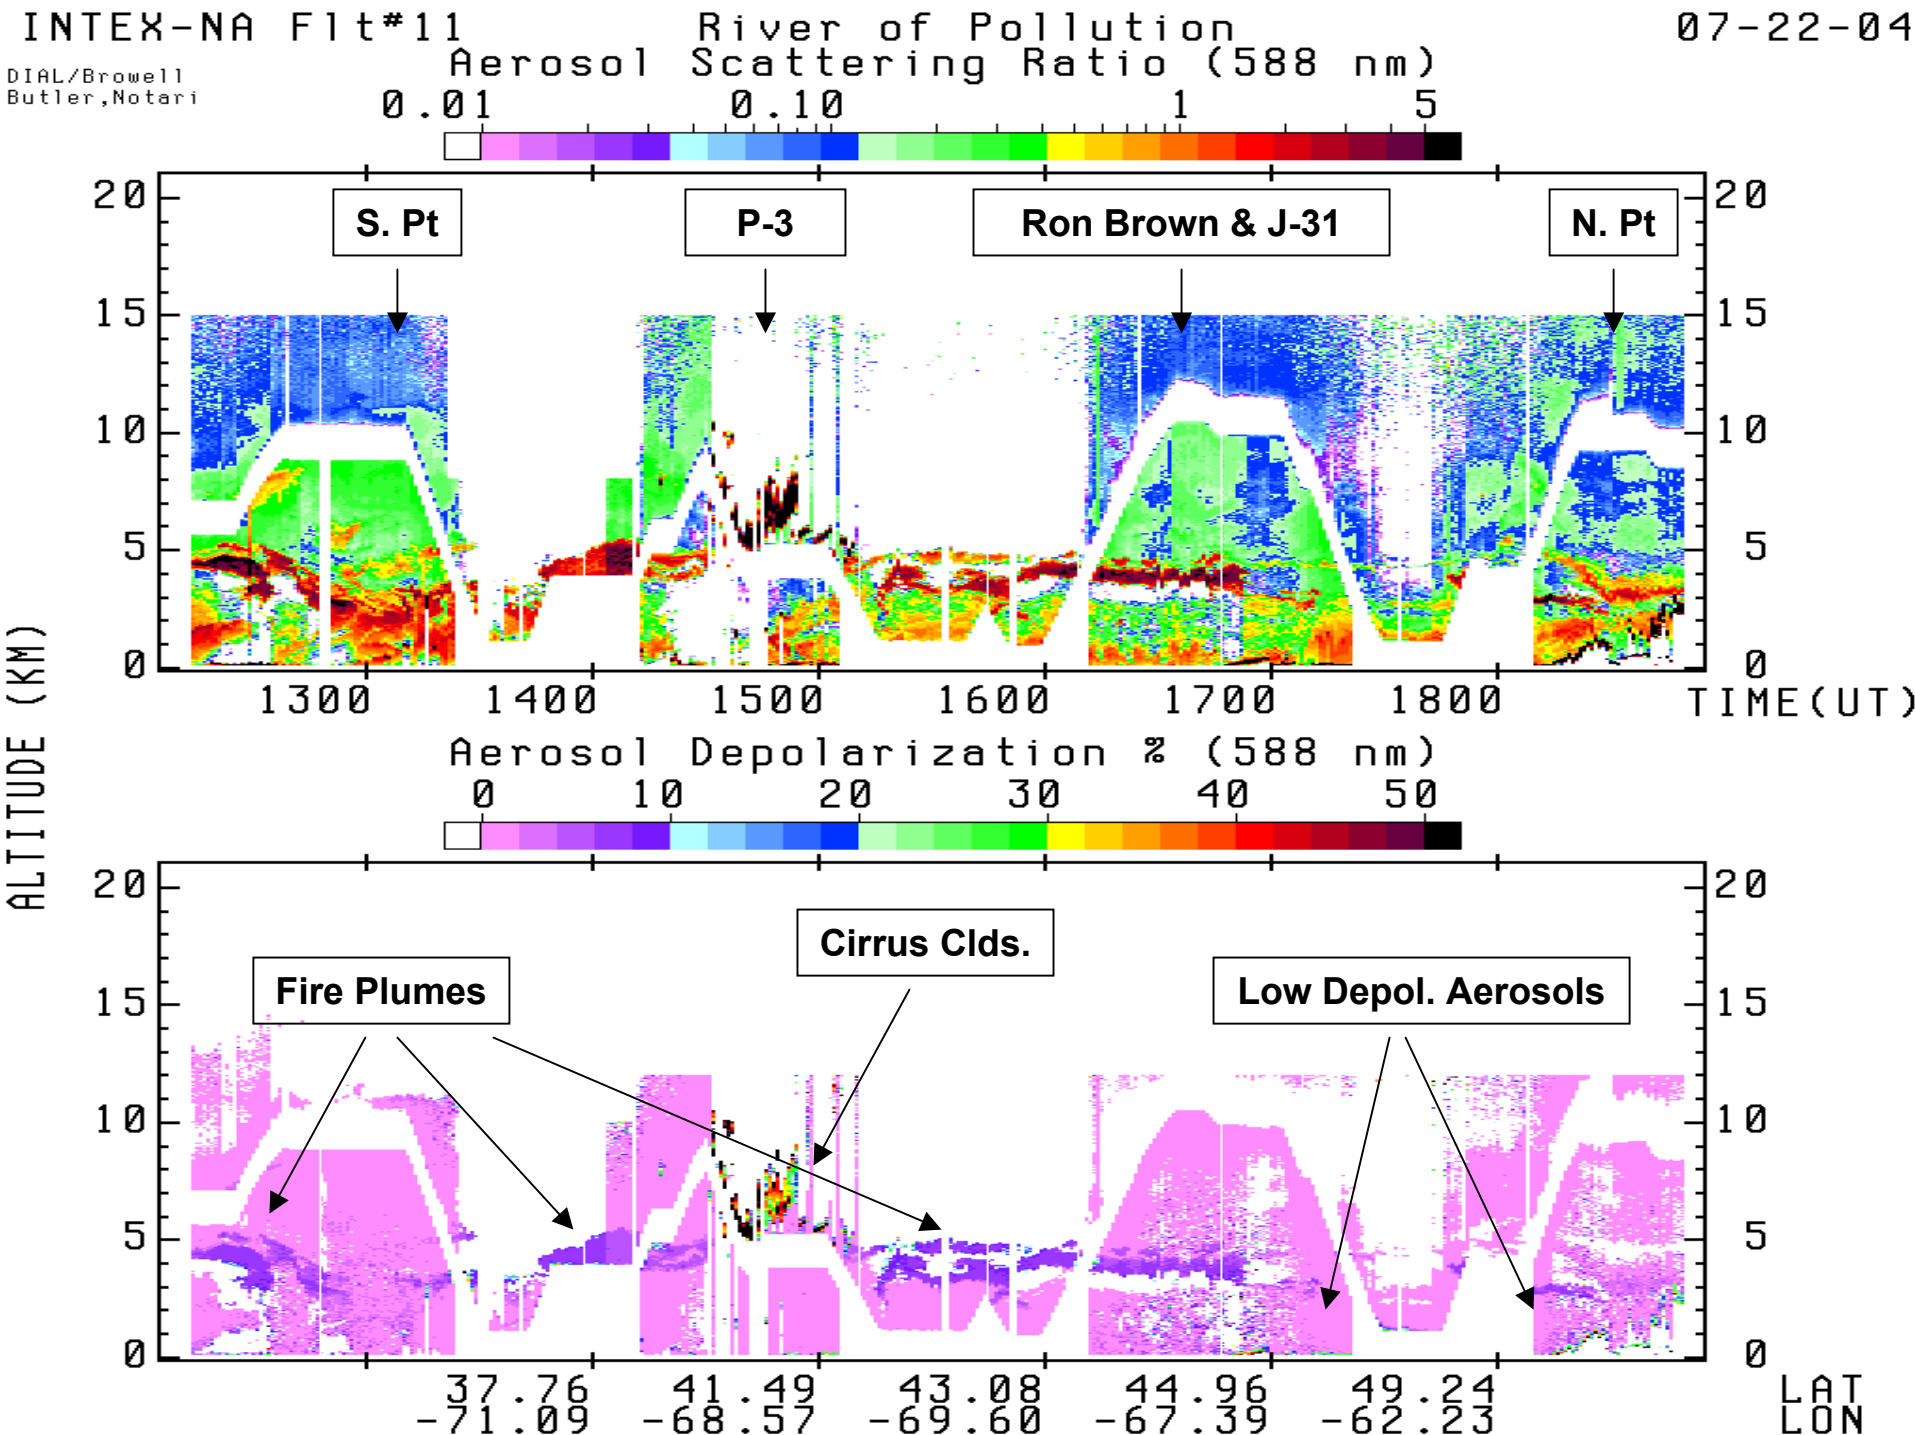 INTEX-NA Flt#11 River of Pollution 07-22-04
DIAL/Browell Aerosol Scattering Ratio (588 nm)
Butler,Notari
0.01 0.10 1 5
20 S. Pt P-3 Ron Brown & J-31 N. Pt 20
15 15
10 10
5 5
0 0
1300 1400 1500 1600 1700 1800 TIME(UT)
ALTITUDE (KM)
Aerosol Depolarization % (588 nm)
0 10 20 30 40 50
20 20
Cirrus Clds.
15 Fire Plumes Low Depol. Aerosols 15
10 10
5 5
0 0
37.76 41.49 43.08 44.96 49.24 LAT
-71.09 -68.57 -69.60 -67.39 -62.23 LON